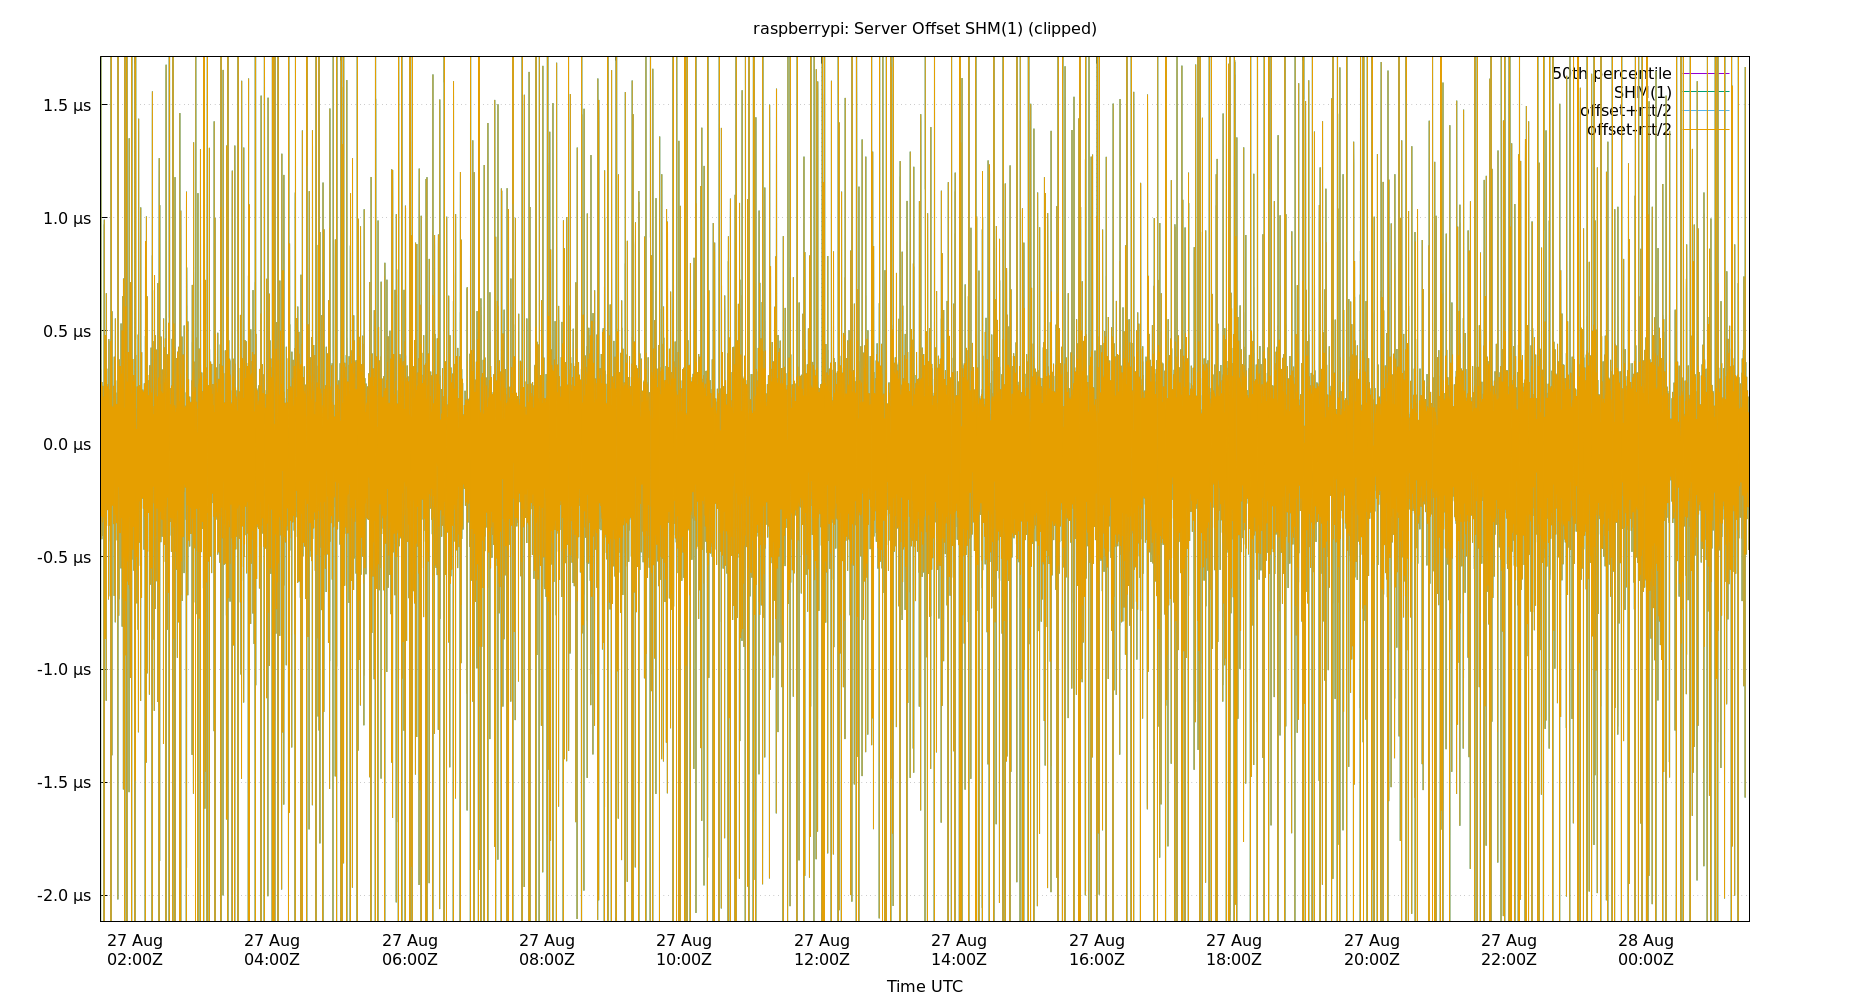 raspberrypi: Server Offset SHM(1) (clipped)
50th percentile
SHM(1)
offset+rtt/2
offset-rtt/2
1.5 µs
1.0 µs
0.5 µs
0.0 µs
-0.5 µs
-1.0 µs
-1.5 µs
-2.0 µs
27 Aug 27 Aug 27 Aug 27 Aug 27 Aug 27 Aug 27 Aug 27 Aug 27 Aug 27 Aug 27 Aug 28 Aug
02:00Z 04:00Z 06:00Z 08:00Z 10:00Z 12:00Z 14:00Z 16:00Z 18:00Z 20:00Z 22:00Z 00:00Z
Time UTC